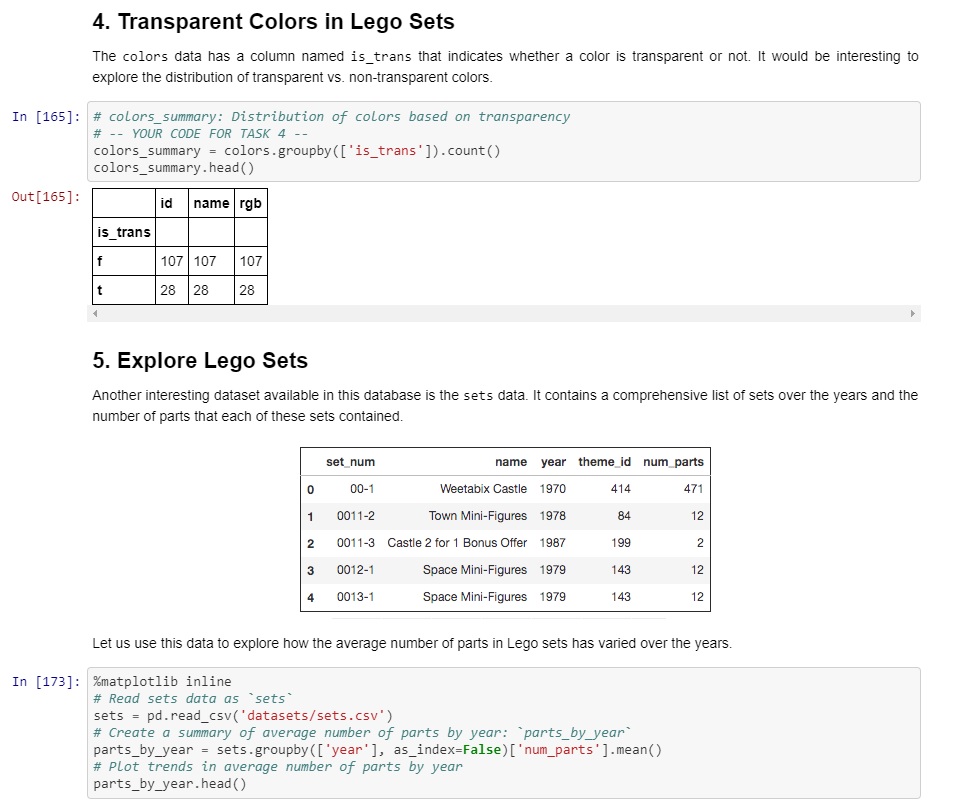 4. Transparent Colors in Lego Sets
The colors data has a column named is_trans that indicates whether a color is transparent or not. It would be interesting to
explore the distribution of transparent vs. non-transparent colors.
In [165]: # colors_summary: Distribution of colors based on transparency
# -- YOUR CODE FOR TASK 4 --
colors_summary = colors.groupby(['is_trans']).count()
colors_summary.head()
Out[165]:
id name rgb
is_trans
f 107 107 107
t 28 28 28
5. Explore Lego Sets
Another interesting dataset available in this database is the sets data. It contains a comprehensive list of sets over the years and the
number of parts that each of these sets contained.
set_num name year theme_id num_parts
0 00-1 Weetabix Castle 1970 414 471
1 0011-2 Town Mini-Figures 1978 84 12
2 0011-3 Castle 2 for 1 Bonus Offer 1987 199 2
3 0012-1 Space Mini-Figures 1979 143 12
4 0013-1 Space Mini-Figures 1979 143 12
Let us use this data to explore how the average number of parts in Lego sets has varied over the years.
In [173]: %matplotlib inline
# Read sets data as `sets`
sets = pd.read_csv('datasets/sets.csv')
# Create a summary of average number of parts by year: `parts_by_year`
parts_by_year = sets.groupby(['year'], as_index=False)['num_parts'].mean()
# Plot trends in average number of parts by year
parts_by_year.head()